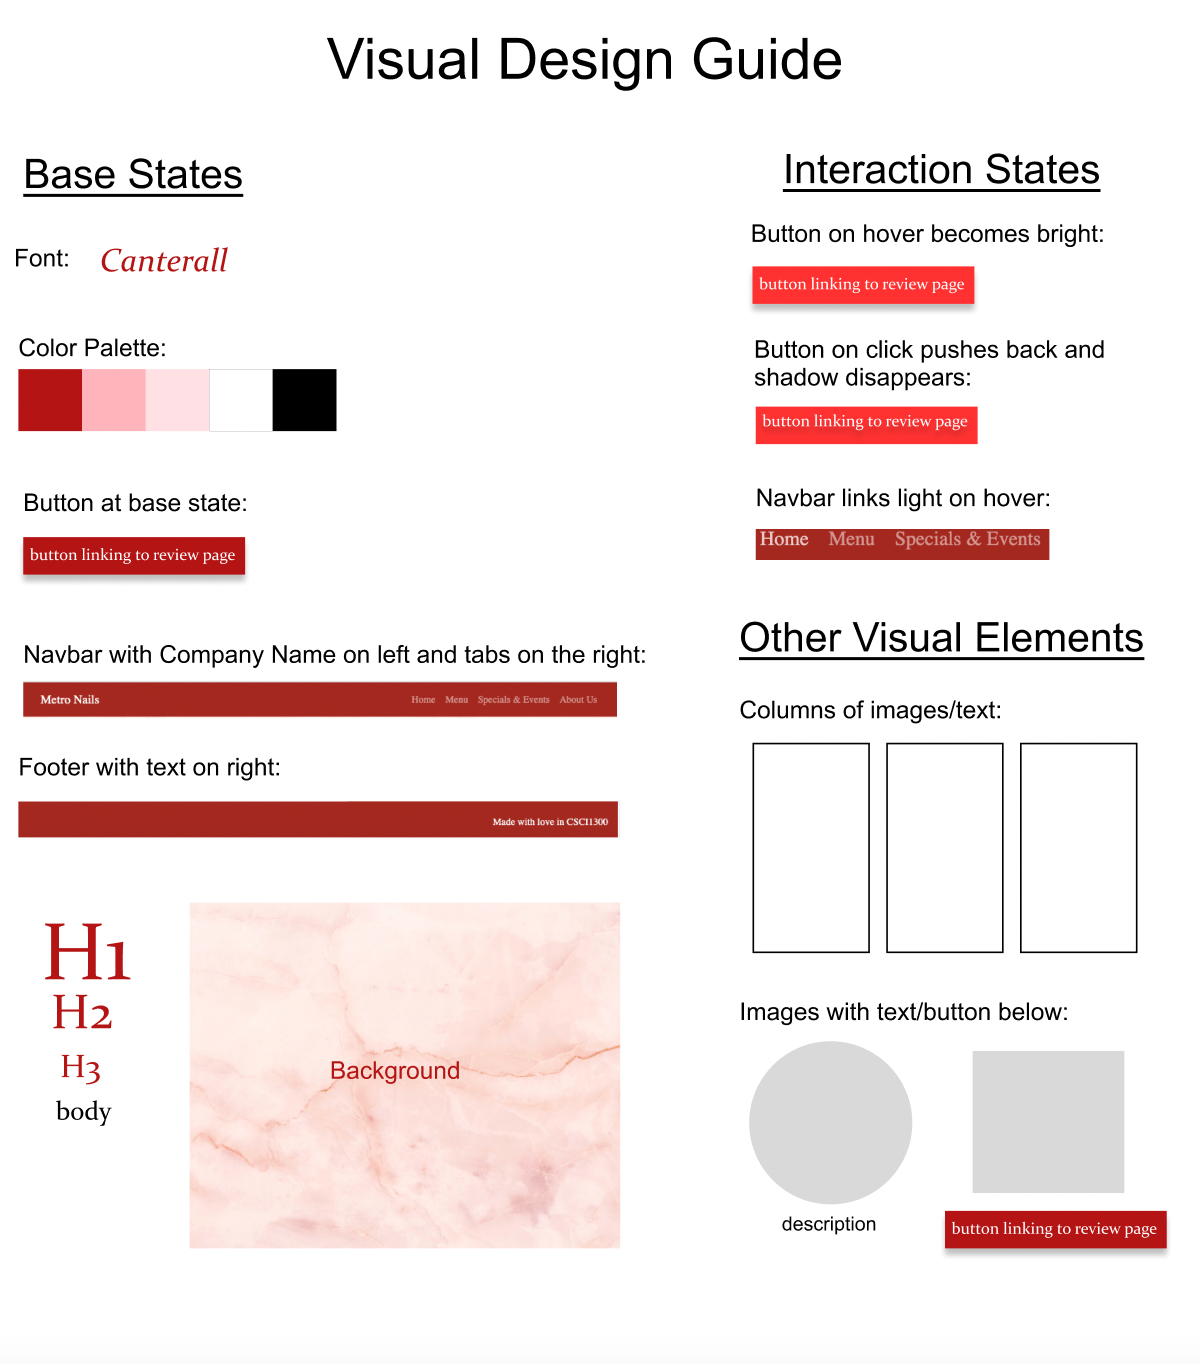 Visual Design Guide
Base States
Font: Canterall
Color Palette:
Button at base state:
button linking to review page
Navbar with Company Name on left and tabs on the right:
Metro Nails Home Menu Specials & Events About Us
Footer with text on right:
Made with love in CSCI1300
H1
H2
H3
body
Background
Interaction States
Button on hover becomes bright:
button linking to review page
Button on click pushes back and
shadow disappears:
button linking to review page
Navbar links light on hover:
Home Menu Specials & Events
Other Visual Elements
Columns of images/text:
Images with text/button below:
description
button linking to review page